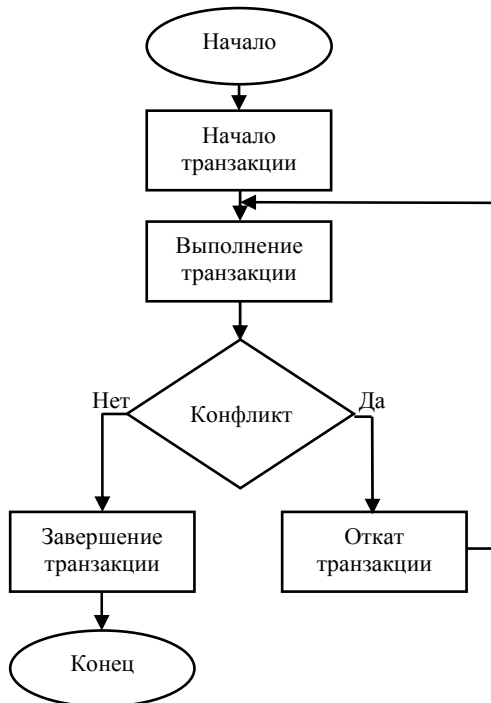 Начало
Начало
транзакции
Выполнение
транзакции
Нет
Конфликт
Да
Завершение
транзакции
Откат
транзакции
Конец